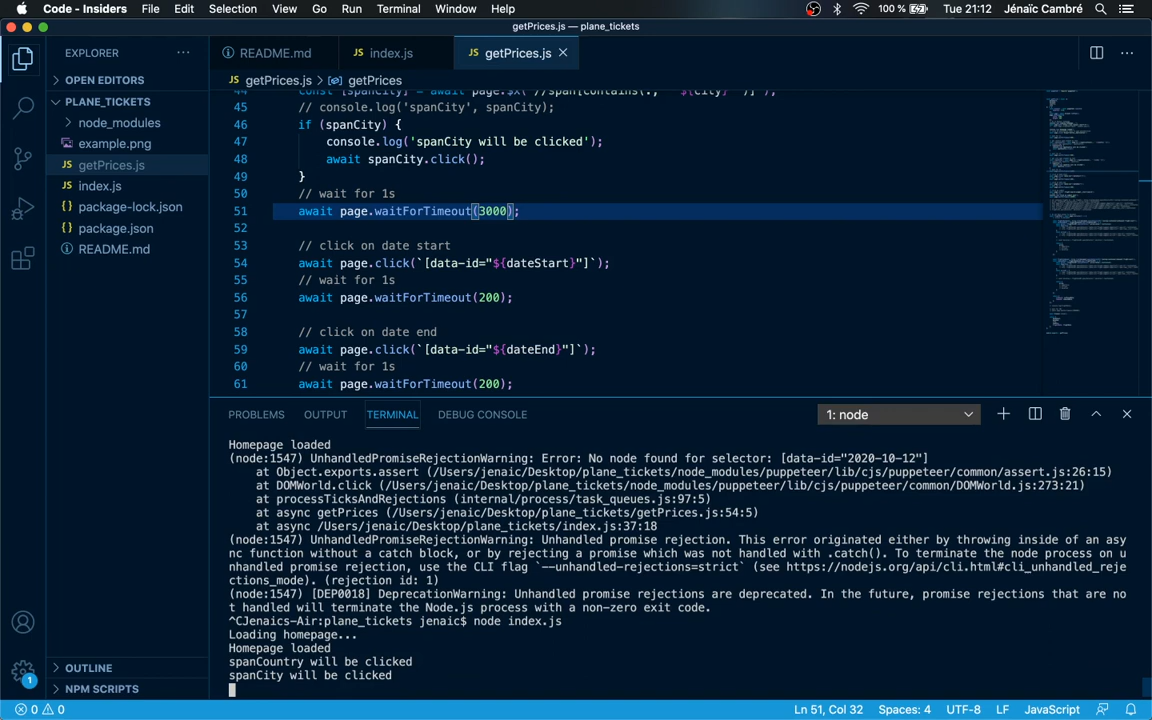 Code - Insiders File Edit Selection View Go Run Terminal Window Help 100 % Tue 21:12 Jénaïc Cambré
getPrices.js — plane_tickets
EXPLORER ···
README.md
JS index.js
JS getPrices.js
OPEN EDITORS
PLANE_TICKETS
node_modules
example.png
JS getPrices.js
JS index.js
{} package-lock.json
{} package.json
README.md
OUTLINE
NPM SCRIPTS
1
JS getPrices.js > getPrices
const [spanCity] = await page.$x(`//span[contains(., "${city}")]`);
45 // console.log('spanCity', spanCity);
46 if (spanCity) {
47 console.log('spanCity will be clicked');
48 await spanCity.click();
49 }
50 // wait for 1s
51 await page.waitForTimeout(3000);
52
53 // click on date start
54 await page.click(`[data-id="${dateStart}"]`);
55 // wait for 1s
56 await page.waitForTimeout(200);
57
58 // click on date end
59 await page.click(`[data-id="${dateEnd}"]`);
60 // wait for 1s
61 await page.waitForTimeout(200);
PROBLEMS OUTPUT TERMINAL DEBUG CONSOLE 1: node
Homepage loaded
(node:1547) UnhandledPromiseRejectionWarning: Error: No node found for selector: [data-id="2020-10-12"]
at Object.exports.assert (/Users/jenaic/Desktop/plane_tickets/node_modules/puppeteer/lib/cjs/puppeteer/common/assert.js:26:15)
at DOMWorld.click (/Users/jenaic/Desktop/plane_tickets/node_modules/puppeteer/lib/cjs/puppeteer/common/DOMWorld.js:273:21)
at processTicksAndRejections (internal/process/task_queues.js:97:5)
at async getPrices (/Users/jenaic/Desktop/plane_tickets/getPrices.js:54:5)
at async /Users/jenaic/Desktop/plane_tickets/index.js:37:18
(node:1547) UnhandledPromiseRejectionWarning: Unhandled promise rejection. This error originated either by throwing inside of an asy
nc function without a catch block, or by rejecting a promise which was not handled with .catch(). To terminate the node process on u
nhandled promise rejection, use the CLI flag `--unhandled-rejections=strict` (see https://nodejs.org/api/cli.html#cli_unhandled_reje
ctions_mode). (rejection id: 1)
(node:1547) [DEP0018] DeprecationWarning: Unhandled promise rejections are deprecated. In the future, promise rejections that are no
t handled will terminate the Node.js process with a non-zero exit code.
^CJenaics-Air:plane_tickets jenaic$ node index.js
Loading homepage...
Homepage loaded
spanCountry will be clicked
spanCity will be clicked
0 0 Ln 51, Col 32 Spaces: 4 UTF-8 LF JavaScript